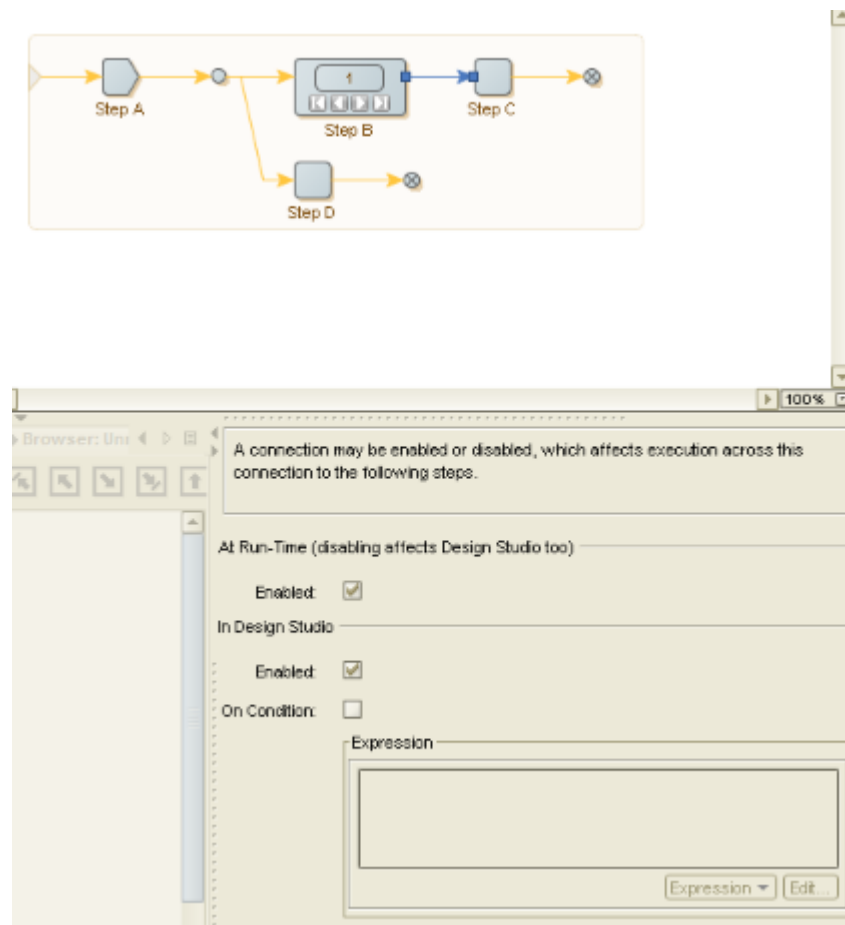 Step A
1
Step B
Step C
Step D
100%
Browser: Un
A connection may be enabled or disabled, which affects execution across this
connection to the following steps.
At Run-Time (disabling affects Design Studio too)
Enabled:
In Design Studio
Enabled:
On Condition:
Expression
Expression
Edit...